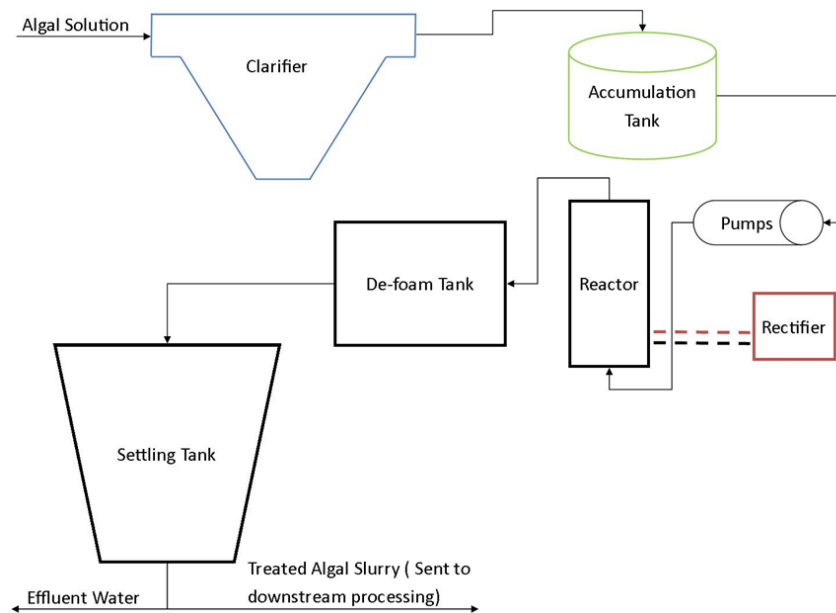 Algal Solution
Clarifier
Accumulation
Tank
Pumps
De-foam Tank
Reactor
Rectifier
Settling Tank
Treated Algal Slurry ( Sent to
downstream processing)
Effluent Water